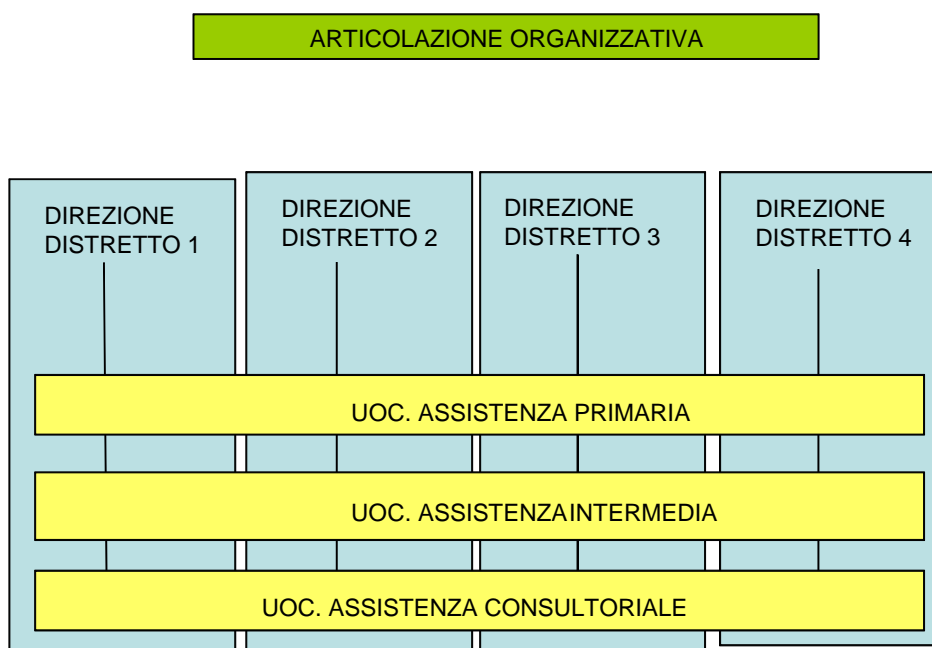 ARTICOLAZIONE ORGANIZZATIVA
DIREZIONE
DISTRETTO 1
DIREZIONE
DISTRETTO 2
DIREZIONE
DISTRETTO 3
DIREZIONE
DISTRETTO 4
UOC. ASSISTENZA PRIMARIA
UOC. ASSISTENZAINTERMEDIA
UOC. ASSISTENZA CONSULTORIALE